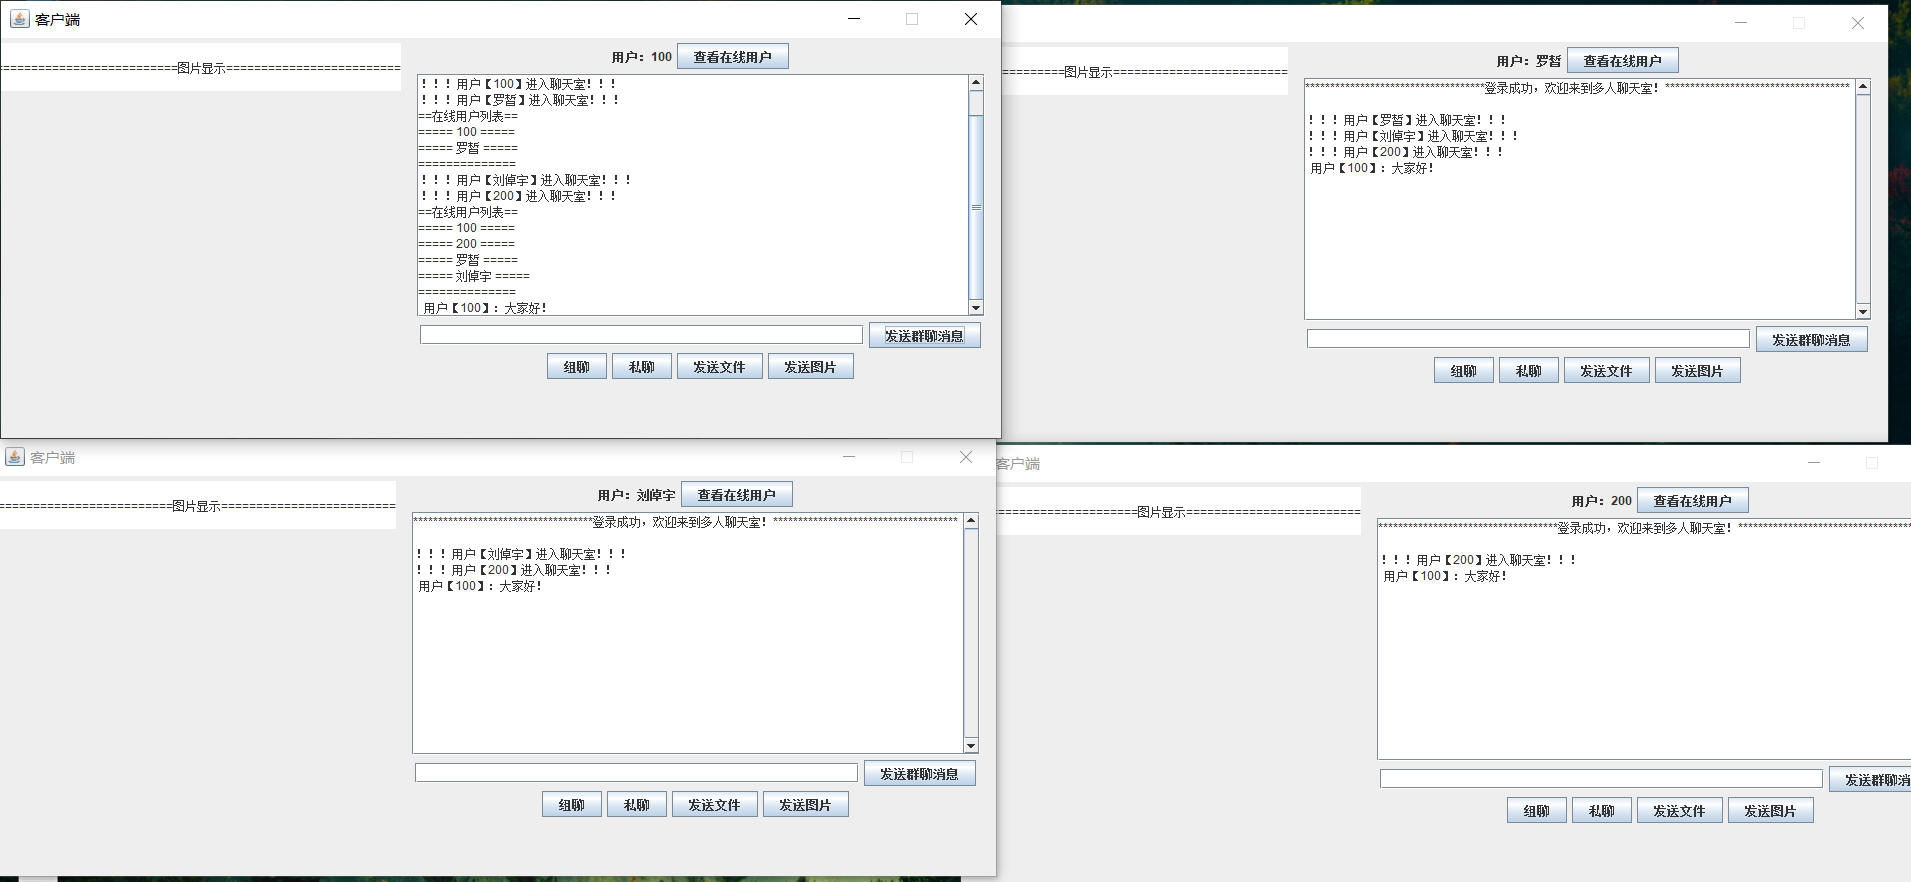 客户端
==========================图片显示=========================
用户：100 查看在线用户
！！！用户【100】进入聊天室！！！
！！！用户【罗皙】进入聊天室！！！
==在线用户列表==
===== 100 =====
===== 罗皙 =====
==============
！！！用户【刘倬宇】进入聊天室！！！
！！！用户【200】进入聊天室！！！
==在线用户列表==
===== 100 =====
===== 200 =====
===== 罗皙 =====
===== 刘倬宇 =====
==============
用户【100】：大家好！
发送群聊消息
组聊 私聊 发送文件 发送图片
=========图片显示=========================
用户：罗皙 查看在线用户
************************************登录成功，欢迎来到多人聊天室！*************************************
！！！用户【罗皙】进入聊天室！！！
！！！用户【刘倬宇】进入聊天室！！！
！！！用户【200】进入聊天室！！！
用户【100】：大家好！
发送群聊消息
组聊 私聊 发送文件 发送图片
客户端
=========================图片显示=========================
用户：刘倬宇 查看在线用户
************************************登录成功，欢迎来到多人聊天室！*************************************
！！！用户【刘倬宇】进入聊天室！！！
！！！用户【200】进入聊天室！！！
用户【100】：大家好！
发送群聊消息
组聊 私聊 发送文件 发送图片
客户端
====================图片显示=========================
用户：200 查看在线用户
************************************登录成功，欢迎来到多人聊天室！***********************************
！！！用户【200】进入聊天室！！！
用户【100】：大家好！
发送群聊消
组聊 私聊 发送文件 发送图片